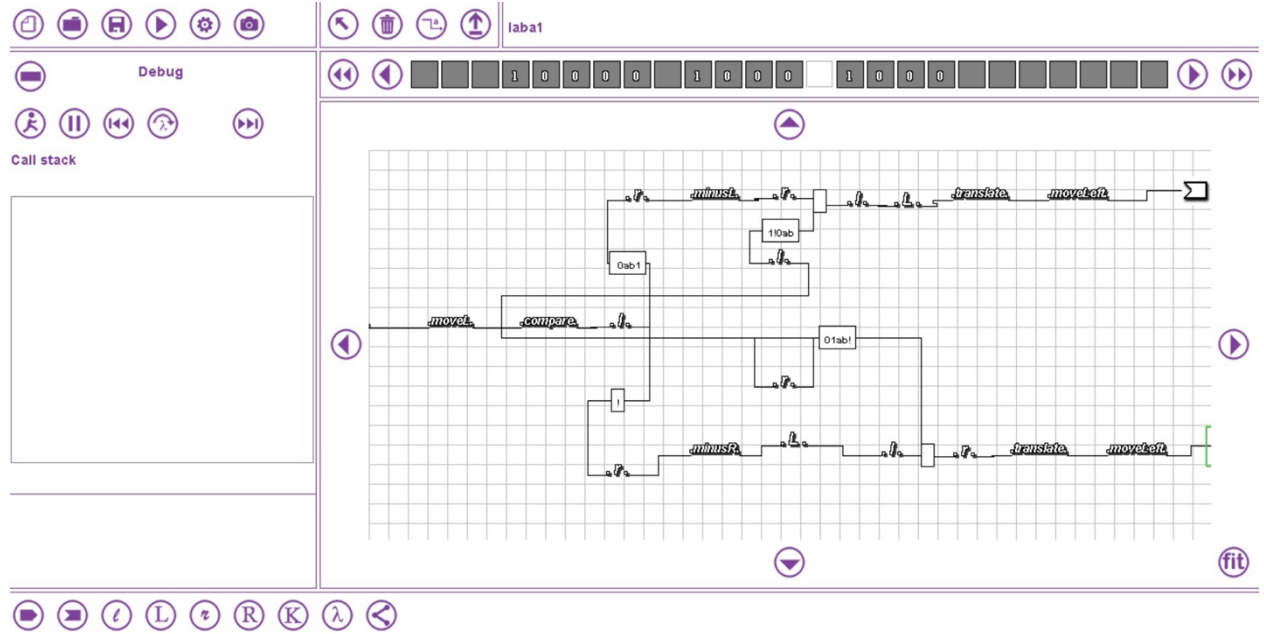 laba1
Debug
1 0 0 0 0 1 0 0 0 1 0 0 0
Call stack
.r. .minusL. .r. .l. .L. .translate. .moveLeft.
1!0ab
.l.
0ab1
.moveL. .compare. .l.
01ab!
.r.
!
.minusR. .L. .l. .r. .translate. .moveLeft.
.r.
fit
l L r R K λ